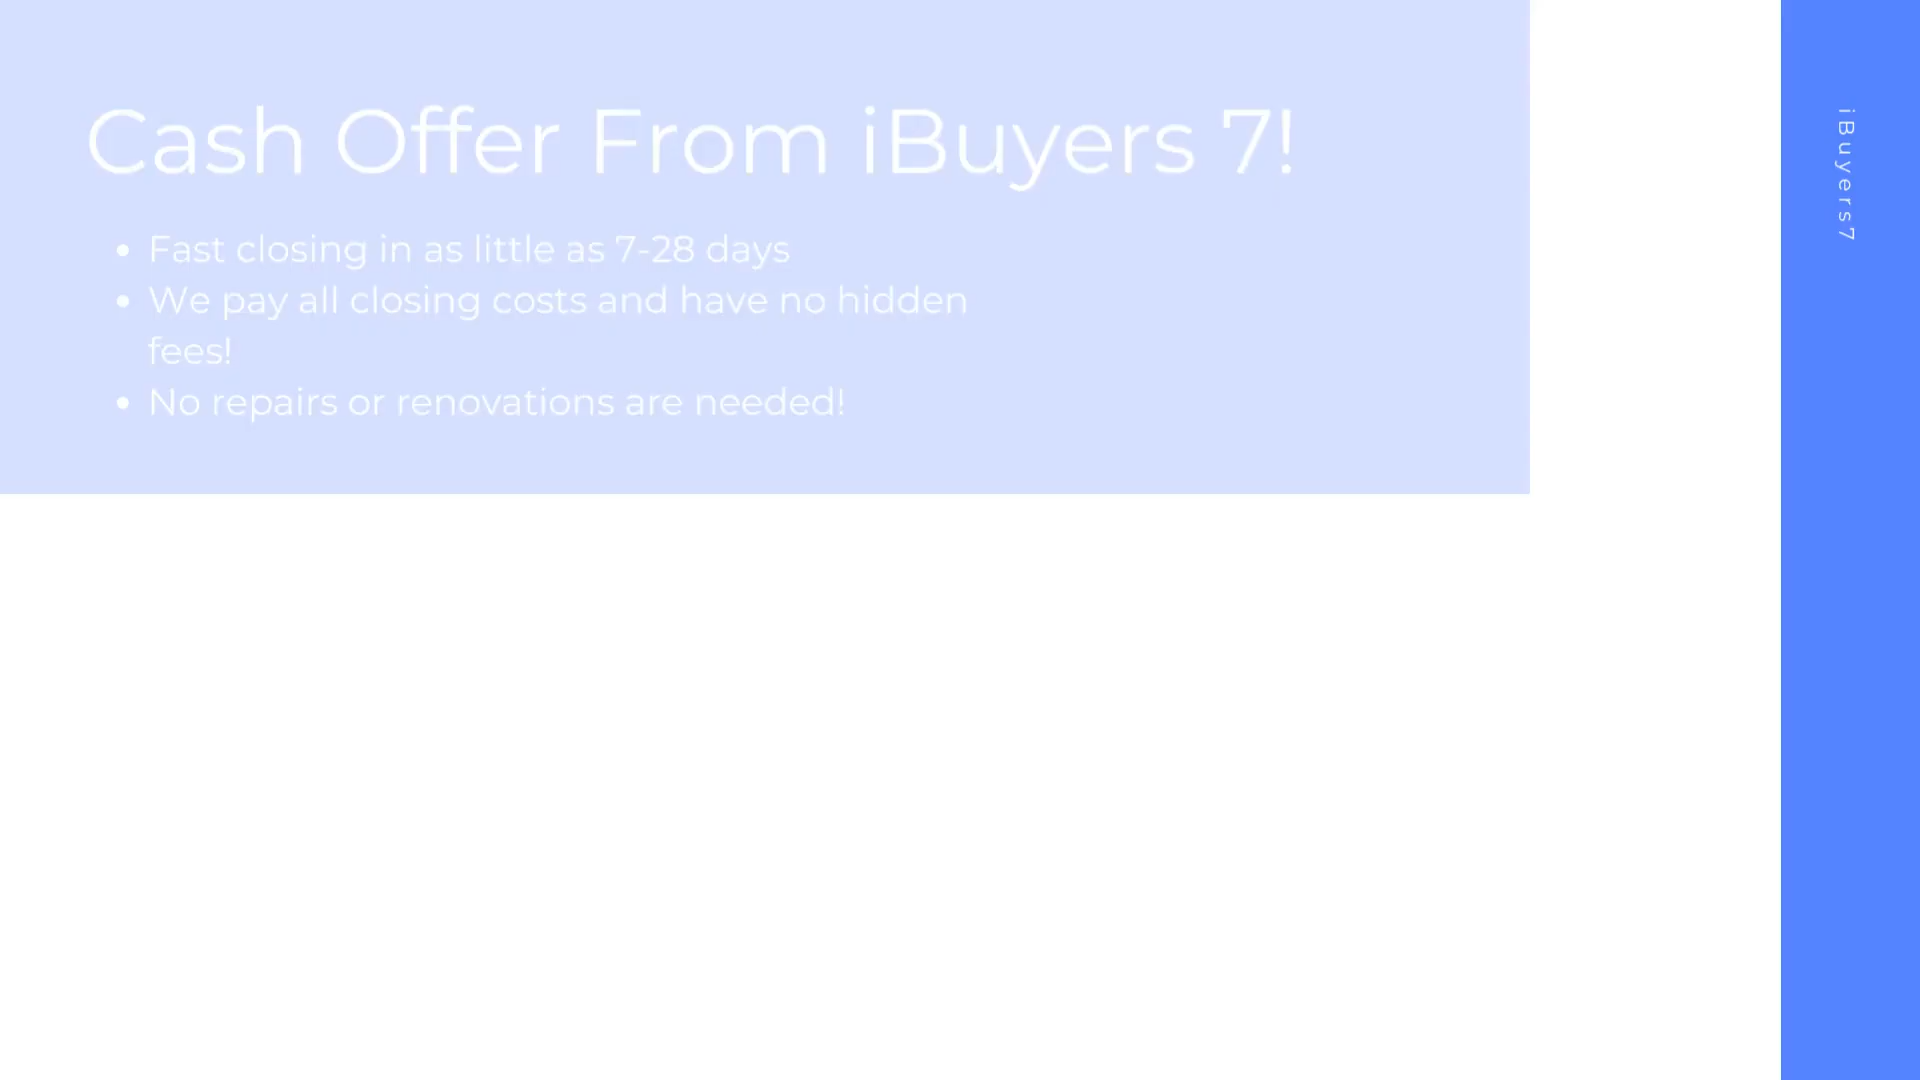 Cash Offer From iBuyers 7!
• Fast closing in as little as 7-28 days
• We pay all closing costs and have no hidden
fees!
• No repairs or renovations are needed!
iBuyers7